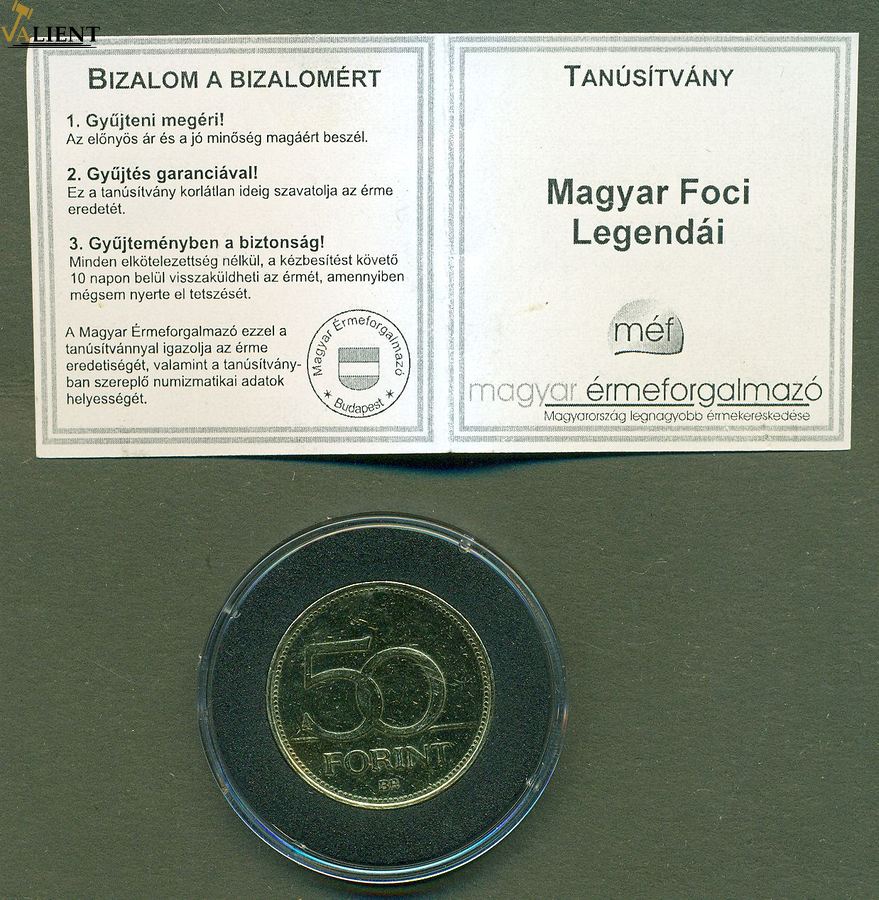 VALIENT
BIZALOM A BIZALOMÉRT
1. Gyűjteni megéri!
Az előnyös ár és a jó minőség magáért beszél.
2. Gyűjtés garanciával!
Ez a tanúsítvány korlátlan ideig szavatolja az érme
eredetét.
3. Gyűjteményben a biztonság!
Minden elkötelezettség nélkül, a kézbesítést követő
10 napon belül visszaküldheti az érmét, amennyiben
mégsem nyerte el tetszését.
A Magyar Érmeforgalmazó ezzel a
tanúsítvánnyal igazolja az érme
eredetiségét, valamint a tanúsítvány-
ban szereplő numizmatikai adatok
helyességét.
Magyar Érmeforgalmazó
* Budapest *
TANÚSÍTVÁNY
Magyar Foci
Legendái
méf
magyar érmeforgalmazó
Magyarország legnagyobb érmekereskedése
50
FORINT
BP